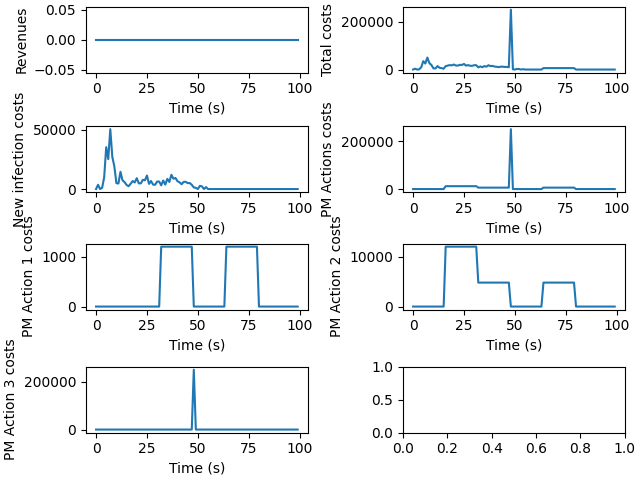 Revenues
0.05
0.00
−0.05
0 25 50 75 100
Time (s)
Total costs
200000
0
0 25 50 75 100
Time (s)
New infection costs
50000
0
0 25 50 75 100
Time (s)
PM Actions costs
200000
0
0 25 50 75 100
Time (s)
PM Action 1 costs
1000
0
0 25 50 75 100
Time (s)
PM Action 2 costs
10000
0
0 25 50 75 100
Time (s)
PM Action 3 costs
200000
0
0 25 50 75 100
Time (s)
1.0
0.5
0.0
0.0 0.2 0.4 0.6 0.8 1.0